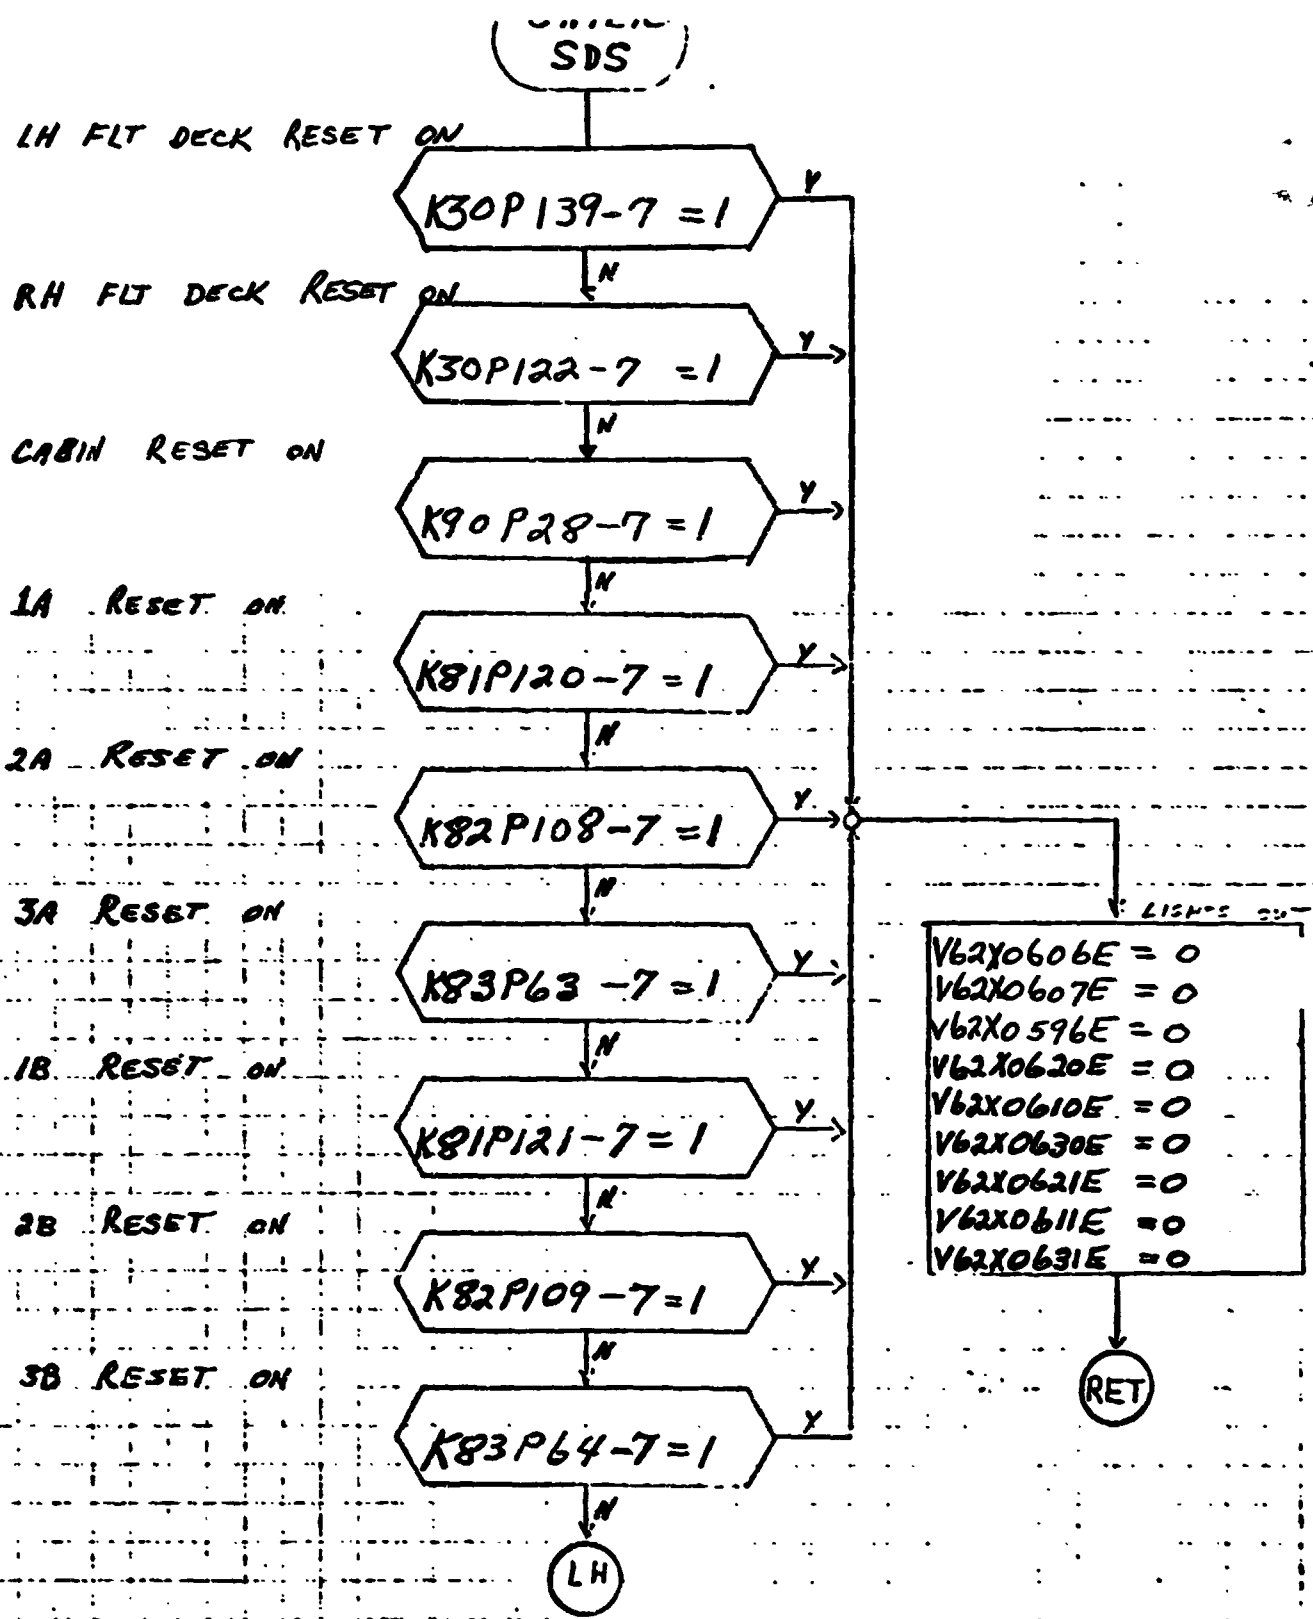 SDS
LH FLT DECK RESET ON
K30P139-7 = 1
Y
N
RH FLT DECK RESET ON
K30P122-7 = 1
Y
N
CABIN RESET ON
K90P28-7 = 1
Y
N
1A RESET ON
K81P120-7 = 1
Y
N
2A RESET ON
K82P108-7 = 1
Y
N
3A RESET ON
K83P63-7 = 1
Y
N
1B RESET ON
K81P121-7 = 1
Y
N
2B RESET ON
K82P109-7 = 1
Y
N
3B RESET ON
K83P64-7 = 1
Y
N
LH
V62X0606E = 0
V62X0607E = 0
V62X0596E = 0
V62X0620E = 0
V62X0610E = 0
V62X0630E = 0
V62X0621E = 0
V62X0611E = 0
V62X0631E = 0
RET